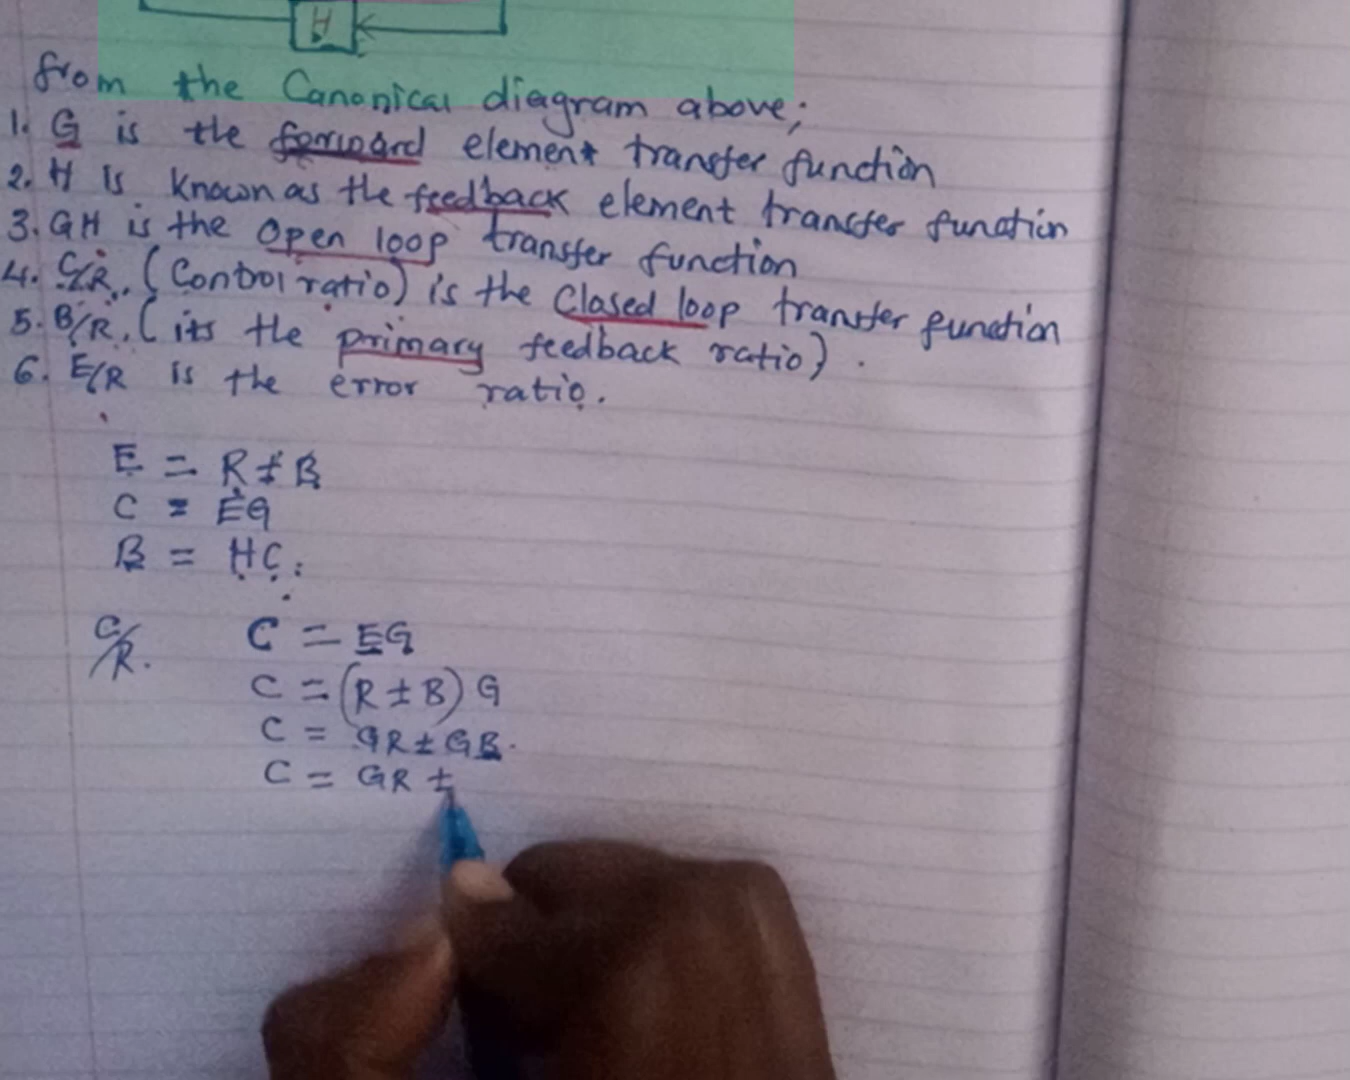 H
from the Canonical diagram above;
1. G is the forward element transfer function
2. H is known as the feedback element transfer function
3. GH is the open loop transfer function
4. C/R. (Control ratio) is the Closed loop transfer function
5. B/R. (its the primary feedback ratio).
6. E/R is the error ratio.
E = R ± B
C = EG
B = HC.
C/R. C = EG
C = (R ± B) G
C = GR ± GB.
C = GR ±